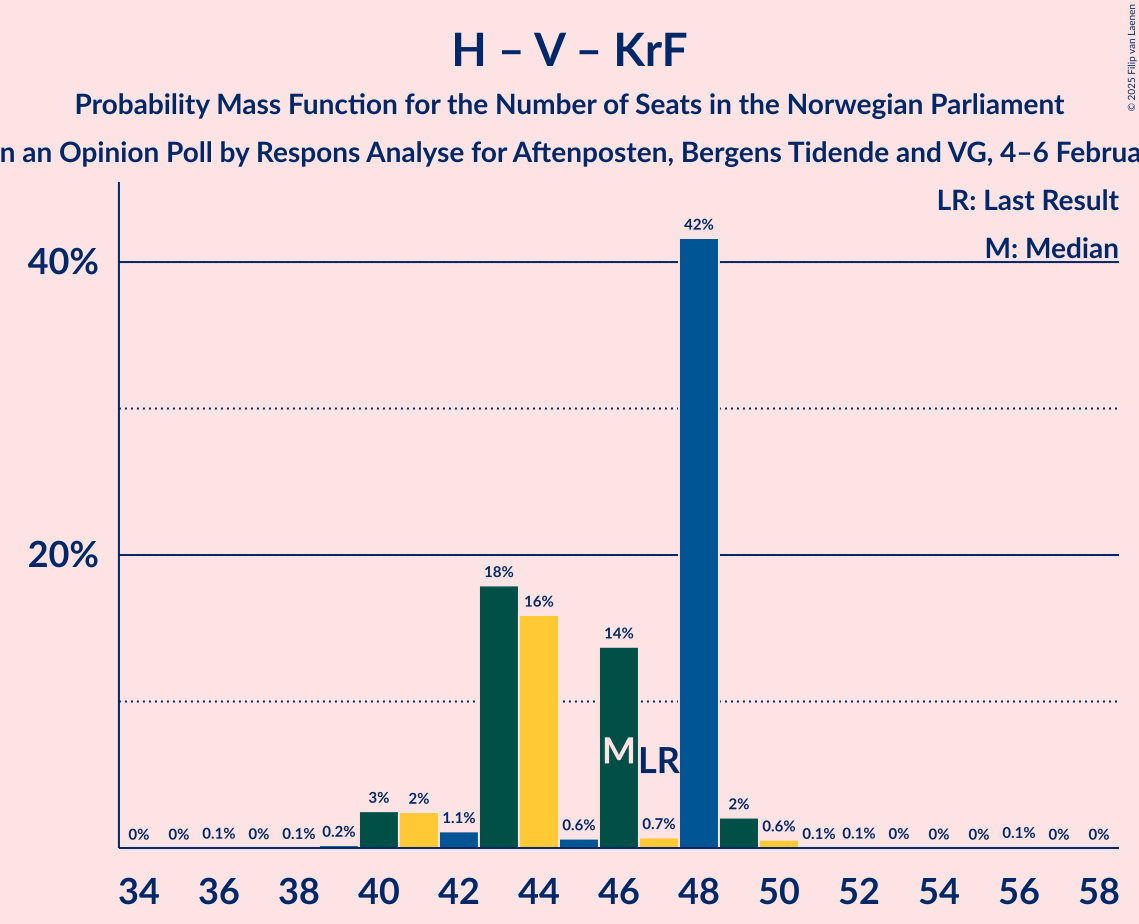 H – V – KrF
Probability Mass Function for the Number of Seats in the Norwegian Parliament
n an Opinion Poll by Respons Analyse for Aftenposten, Bergens Tidende and VG, 4–6 Februa
© 2025 Filip van Laenen
LR: Last Result
M: Median
40%
20%
0% 0% 0.1% 0% 0.1% 0.2% 3% 2% 1.1% 18% 16% 0.6% 14% 0.7% 42% 2% 0.6% 0.1% 0.1% 0% 0% 0% 0.1% 0% 0%
M LR
34 36 38 40 42 44 46 48 50 52 54 56 58